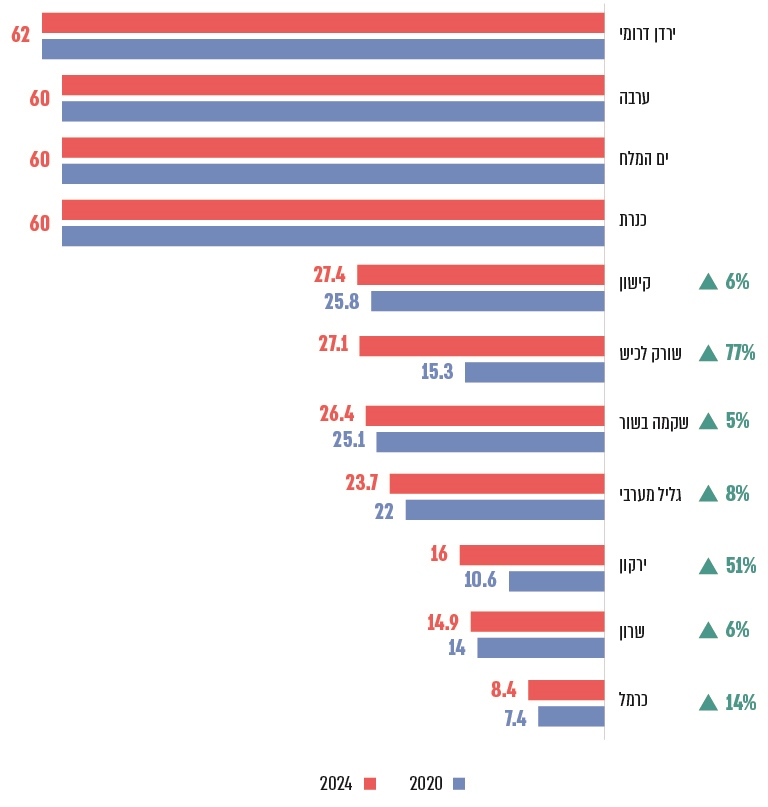 ירדן דרומי 62
ערבה 60
ים המלח 60
כנרת 60
6% קישון 27.4
25.8
77% שורק לכיש 27.1
15.3
5% שקמה בשור 26.4
25.1
8% גליל מערבי 23.7
22
51% ירקון 16
10.6
6% שרון 14.9
14
14% כרמל 8.4
7.4
2020 2024